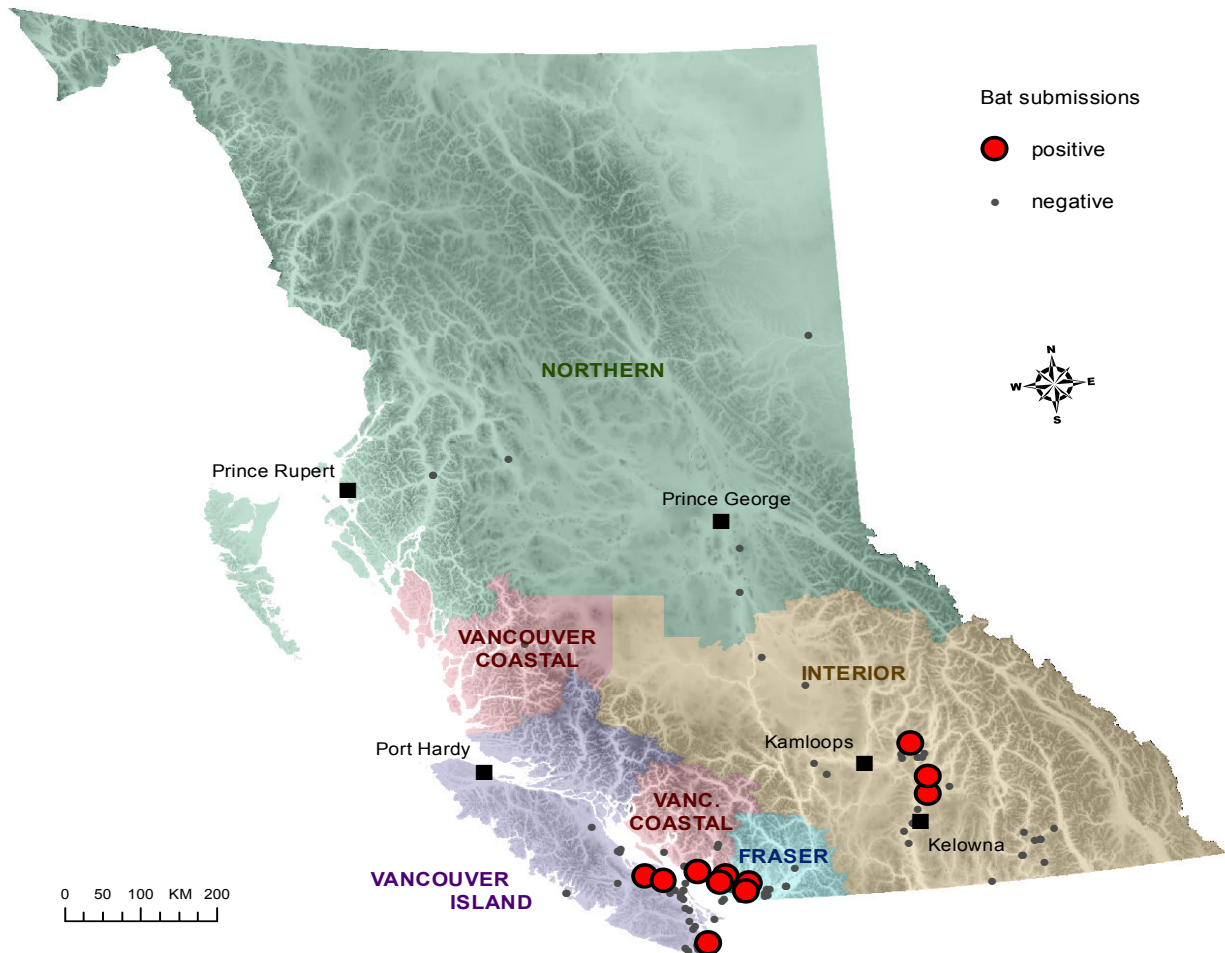 Bat submissions
positive
negative
N
W
E
S
NORTHERN
Prince Rupert
Prince George
VANCOUVER
COASTAL
INTERIOR
Port Hardy
Kamloops
VANC.
COASTAL
FRASER
Kelowna
VANCOUVER
ISLAND
0 50 100 KM 200